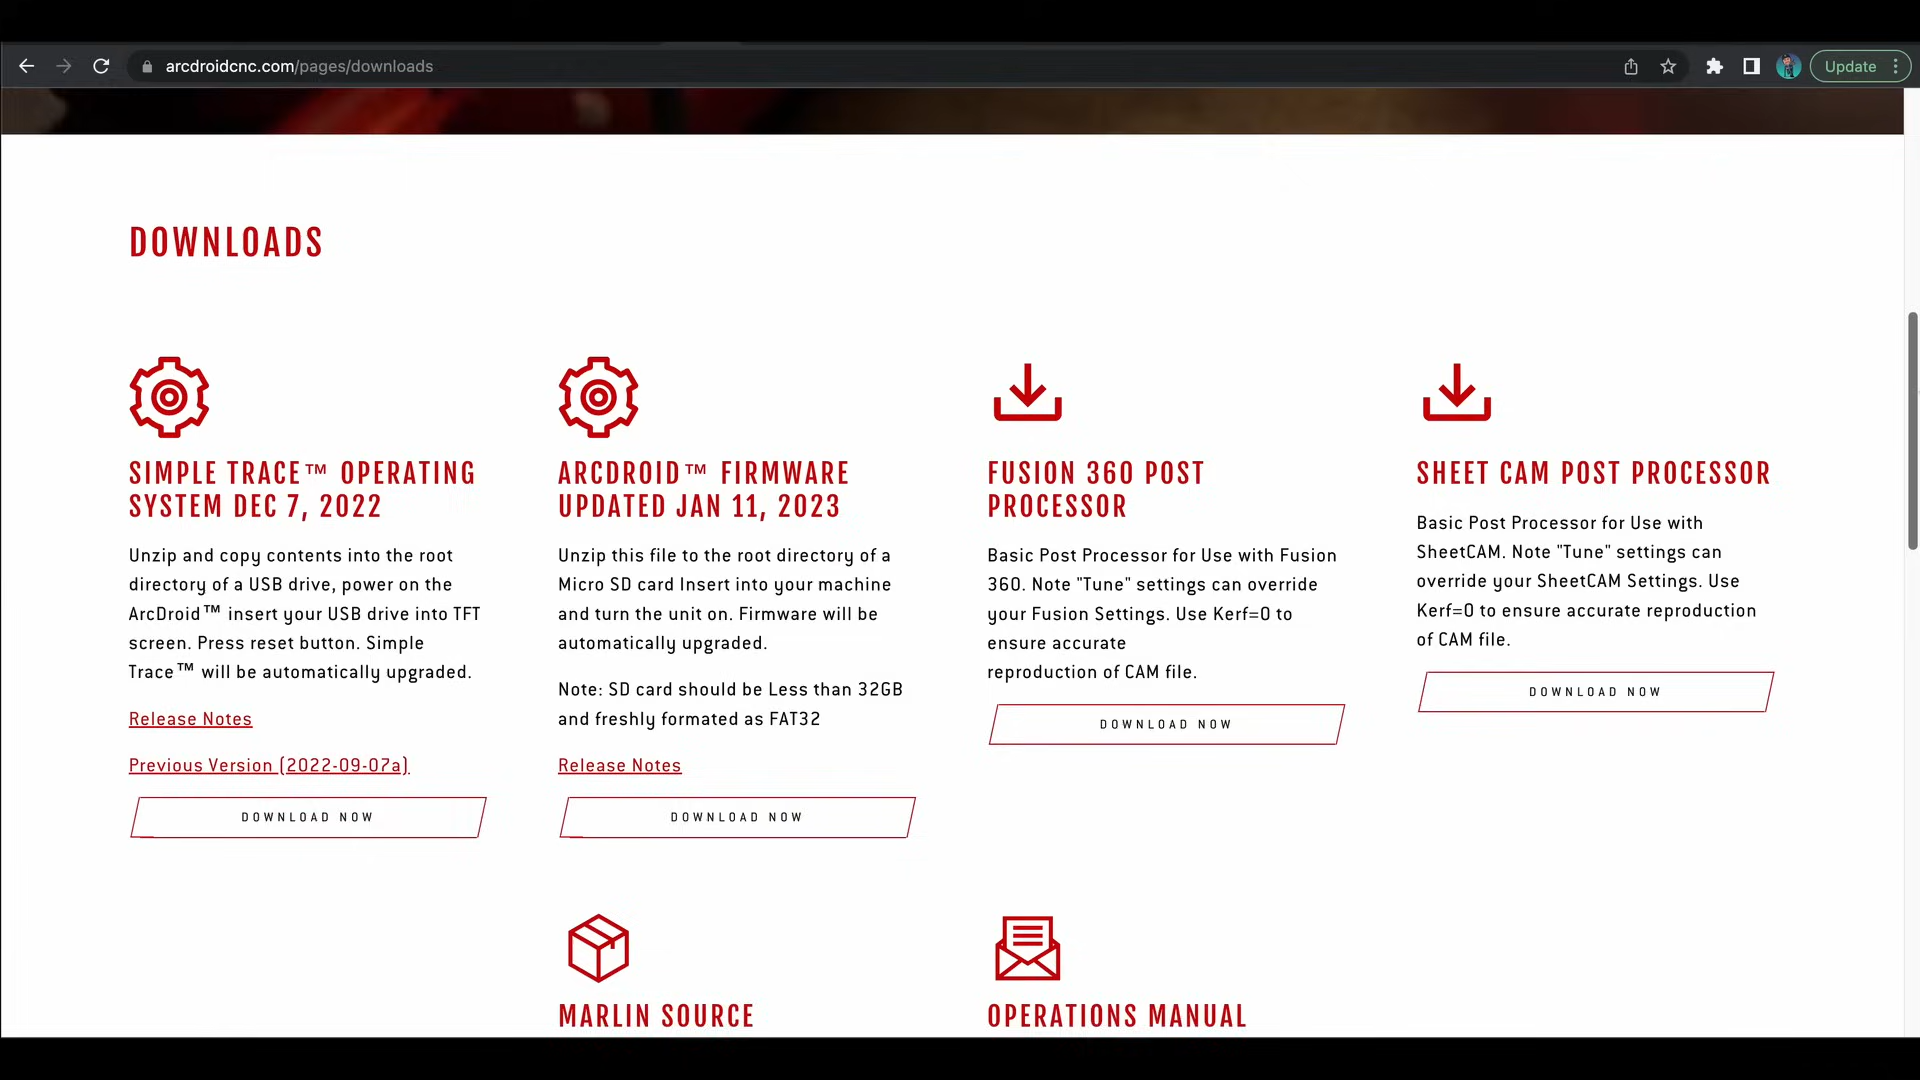 arcdroidcnc.com/pages/downloads
Update
DOWNLOADS
SIMPLE TRACE™ OPERATING
SYSTEM DEC 7, 2022
Unzip and copy contents into the root
directory of a USB drive, power on the
ArcDroid™ insert your USB drive into TFT
screen. Press reset button. Simple
Trace™ will be automatically upgraded.
Release Notes
Previous Version (2022-09-07a)
DOWNLOAD NOW
ARCDROID™ FIRMWARE
UPDATED JAN 11, 2023
Unzip this file to the root directory of a
Micro SD card Insert into your machine
and turn the unit on. Firmware will be
automatically upgraded.
Note: SD card should be Less than 32GB
and freshly formated as FAT32
Release Notes
DOWNLOAD NOW
FUSION 360 POST
PROCESSOR
Basic Post Processor for Use with Fusion
360. Note "Tune" settings can override
your Fusion Settings. Use Kerf=0 to
ensure accurate
reproduction of CAM file.
DOWNLOAD NOW
SHEET CAM POST PROCESSOR
Basic Post Processor for Use with
SheetCAM. Note "Tune" settings can
override your SheetCAM Settings. Use
Kerf=0 to ensure accurate reproduction
of CAM file.
DOWNLOAD NOW
MARLIN SOURCE
OPERATIONS MANUAL